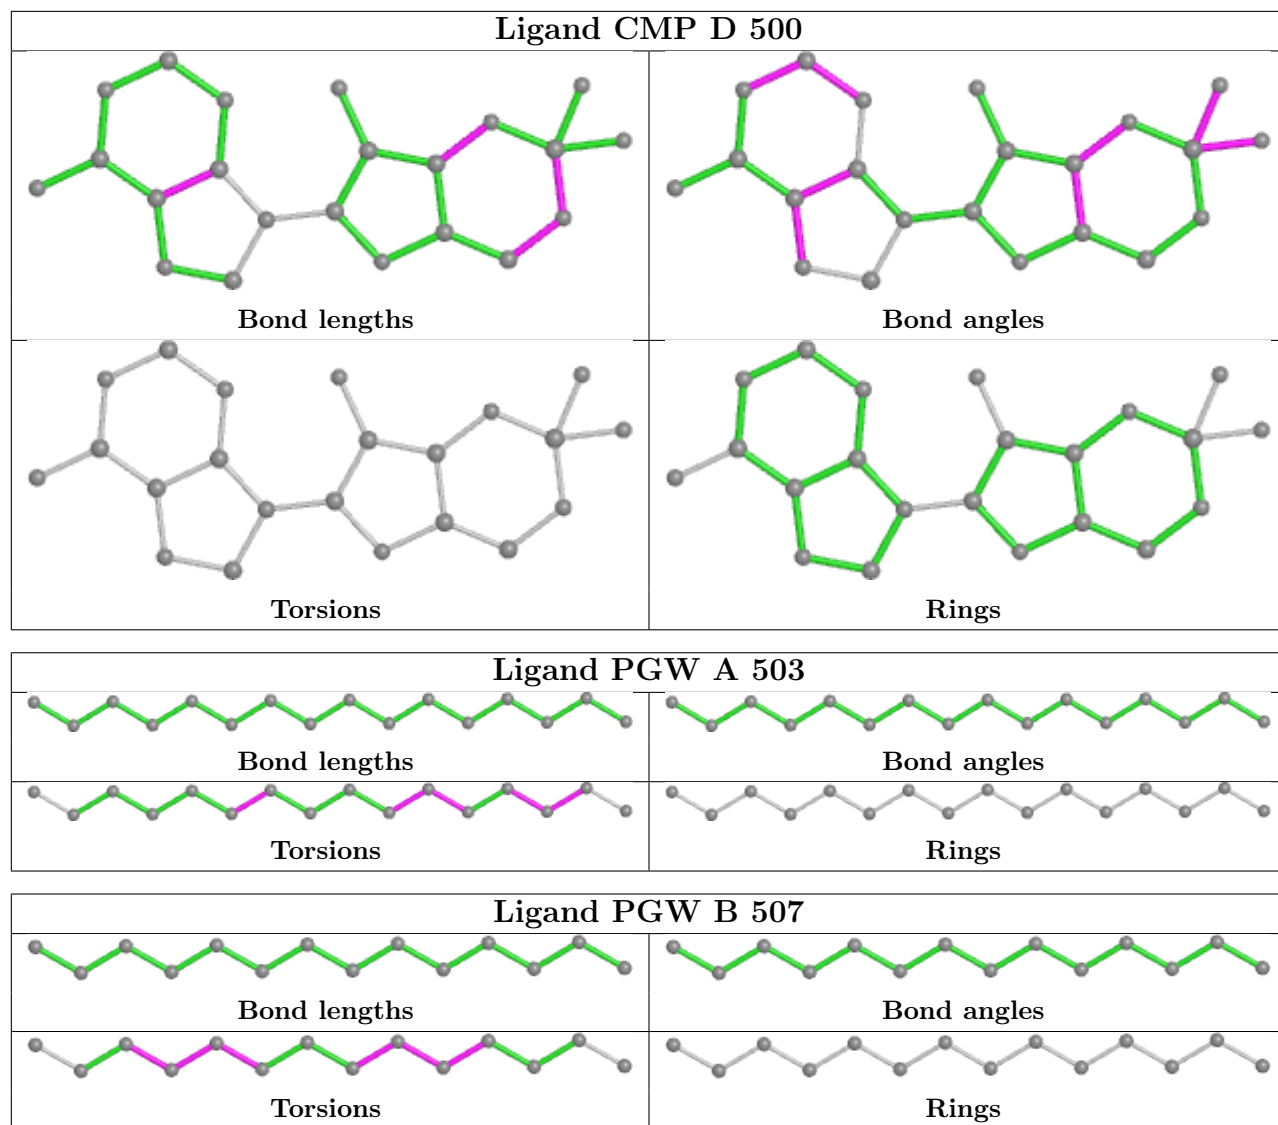 Ligand CMP D 500
Bond lengths
Bond angles
Torsions
Rings
Ligand PGW A 503
Bond lengths
Bond angles
Torsions
Rings
Ligand PGW B 507
Bond lengths
Bond angles
Torsions
Rings